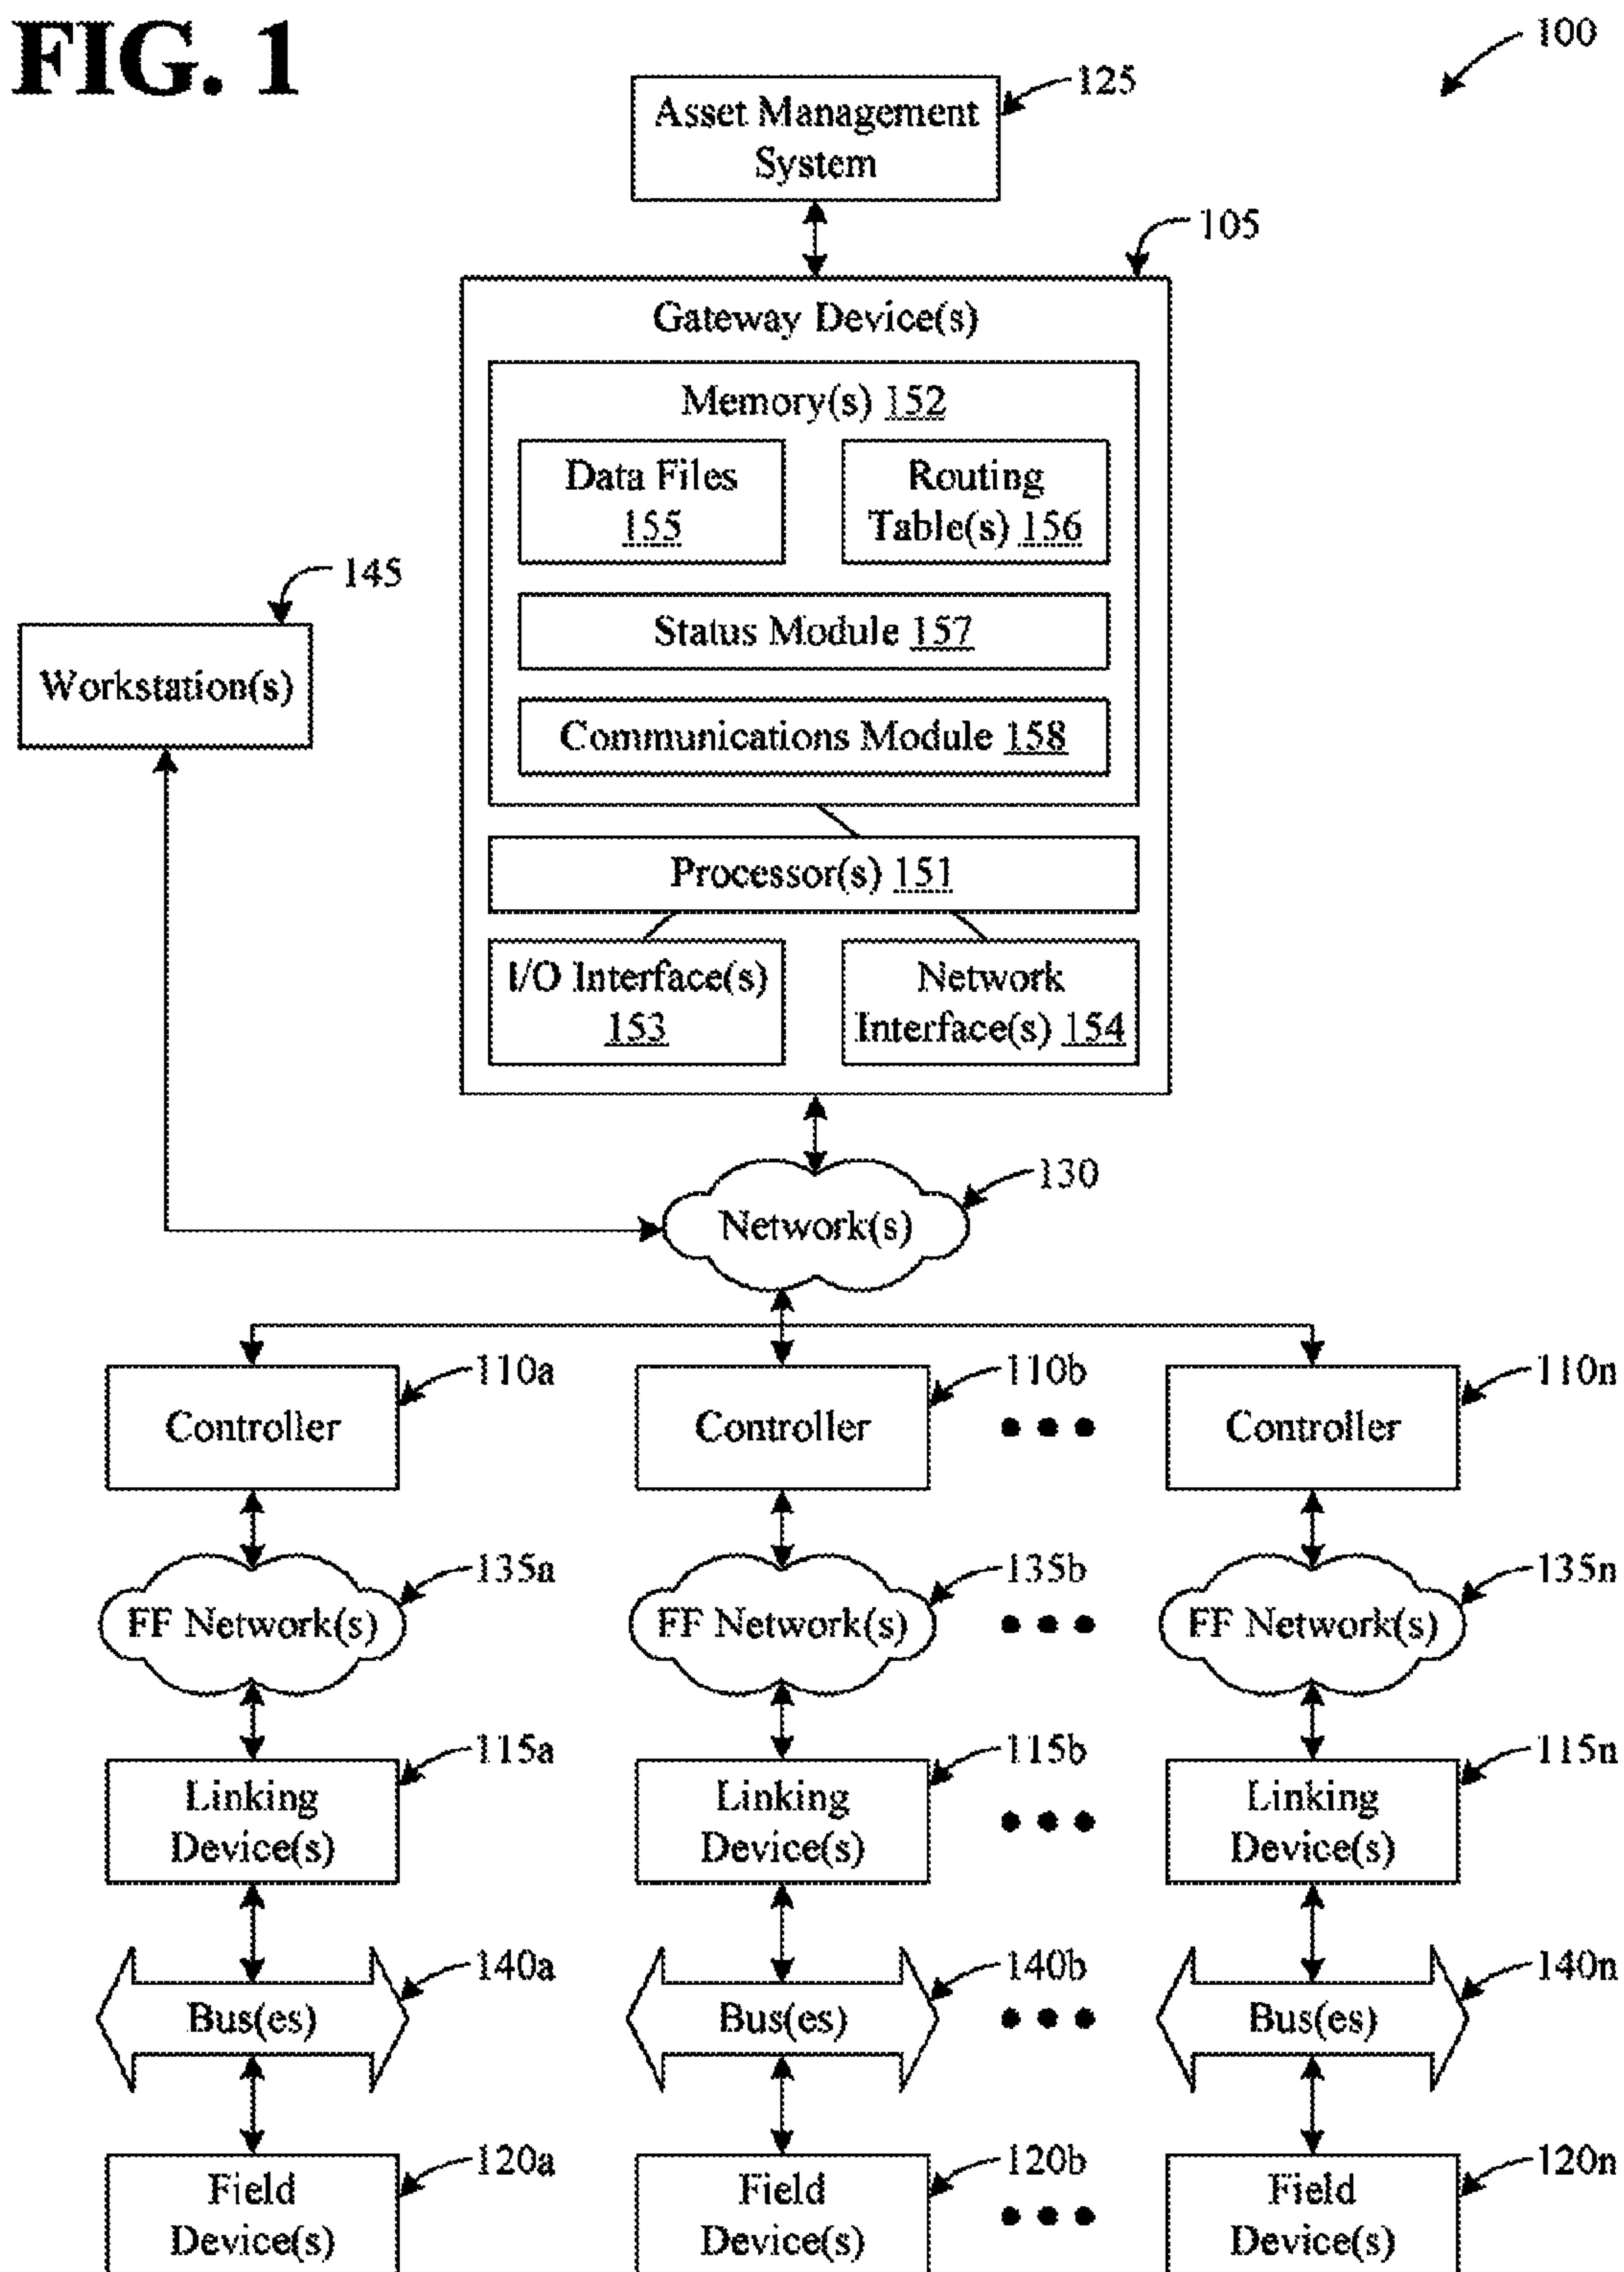 FIG. 1
100
125
Asset Management
System
105
Gateway Device(s)
Memory(s) 152
Data Files
155
Routing
Table(s) 156
Status Module 157
Communications Module 158
Processor(s) 151
I/O Interface(s)
153
Network
Interface(s) 154
145
Workstation(s)
130
Network(s)
110a
110b
110n
Controller
Controller
Controller
135a
135b
135n
FF Network(s)
FF Network(s)
FF Network(s)
115a
115b
115n
Linking
Device(s)
Linking
Device(s)
Linking
Device(s)
140a
140b
140n
Bus(es)
Bus(es)
Bus(es)
120a
120b
120n
Field
Device(s)
Field
Device(s)
Field
Device(s)